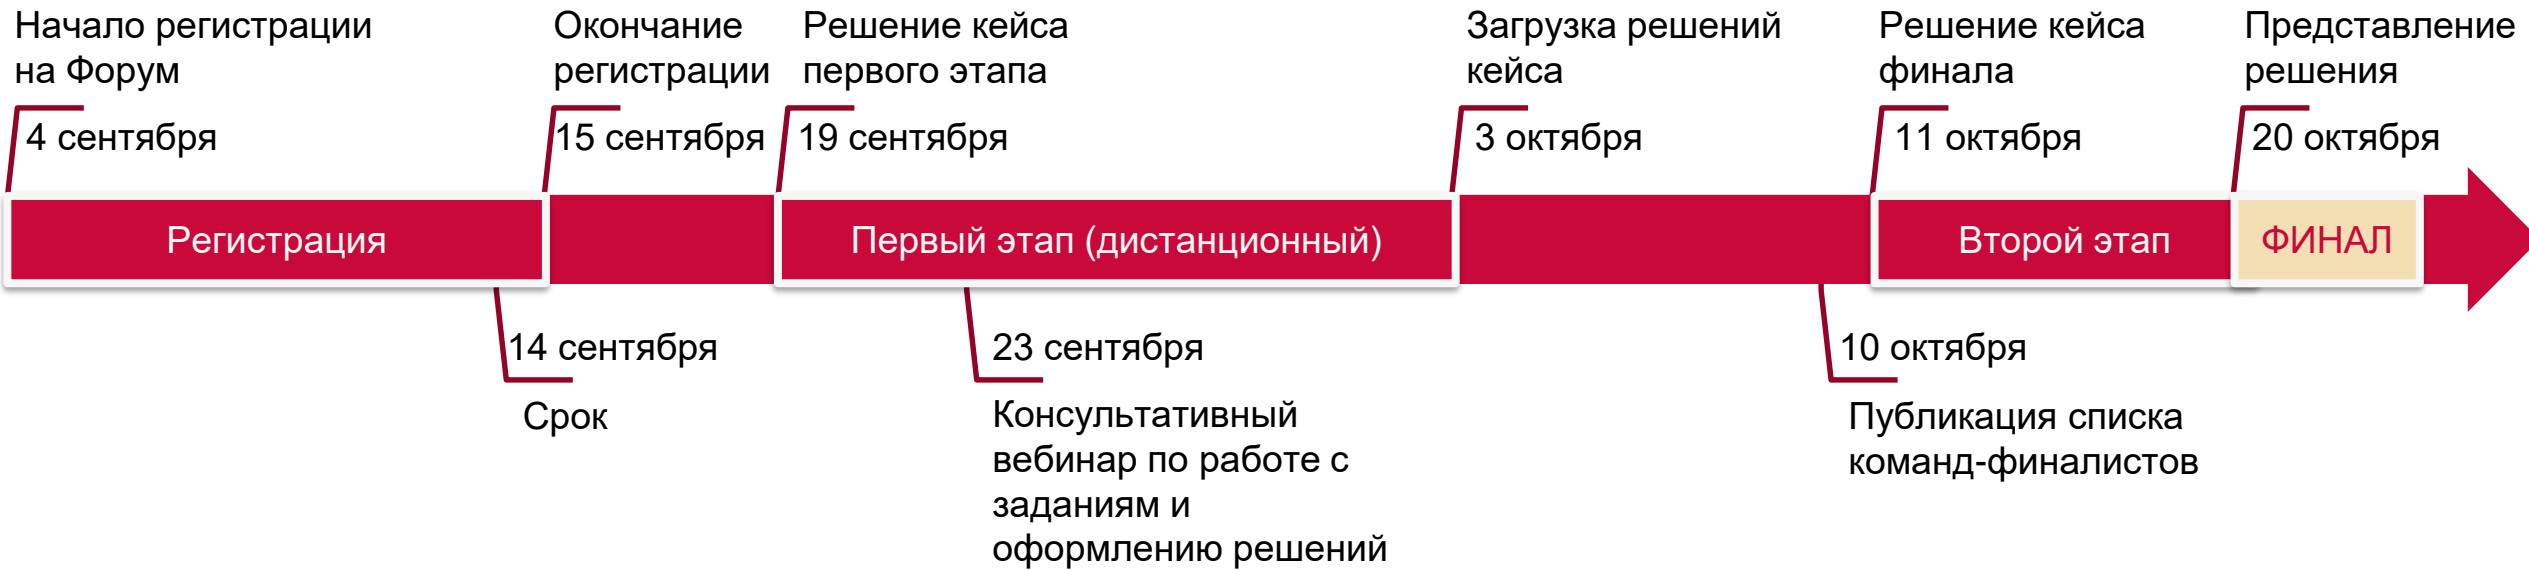 Начало регистрации
на Форум
4 сентября
Окончание
регистрации
15 сентября
Решение кейса
первого этапа
19 сентября
Загрузка решений
кейса
3 октября
Решение кейса
финала
11 октября
Представление
решения
20 октября
Регистрация
Первый этап (дистанционный)
Второй этап
ФИНАЛ
14 сентября
Срок
23 сентября
Консультативный
вебинар по работе с
заданиям и
оформлению решений
10 октября
Публикация списка
команд-финалистов